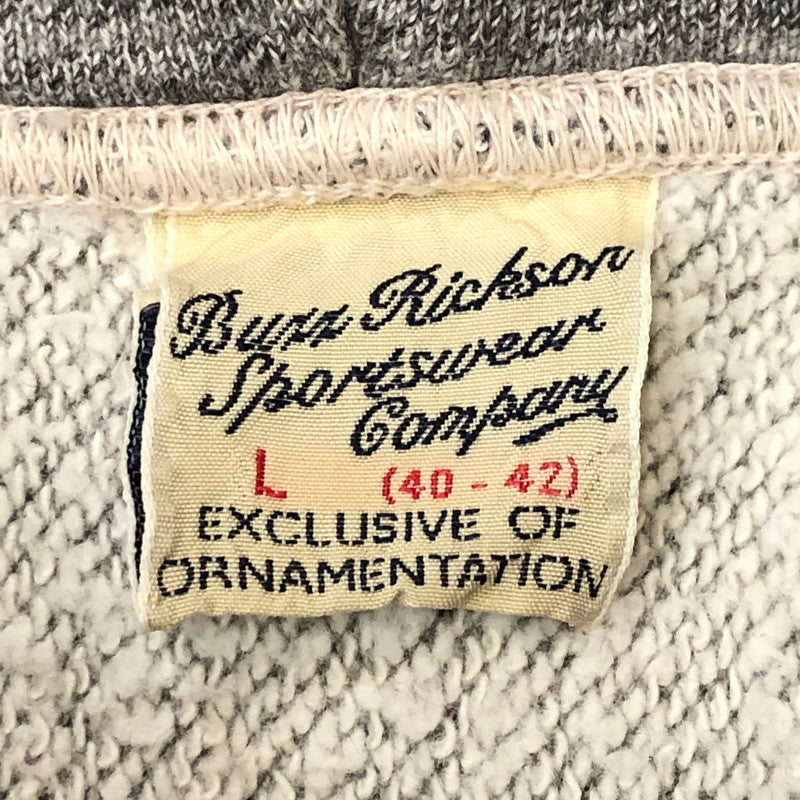 Buzz Rickson
Sportswear
Company
L (40 - 42)
EXCLUSIVE OF
ORNAMENTATION